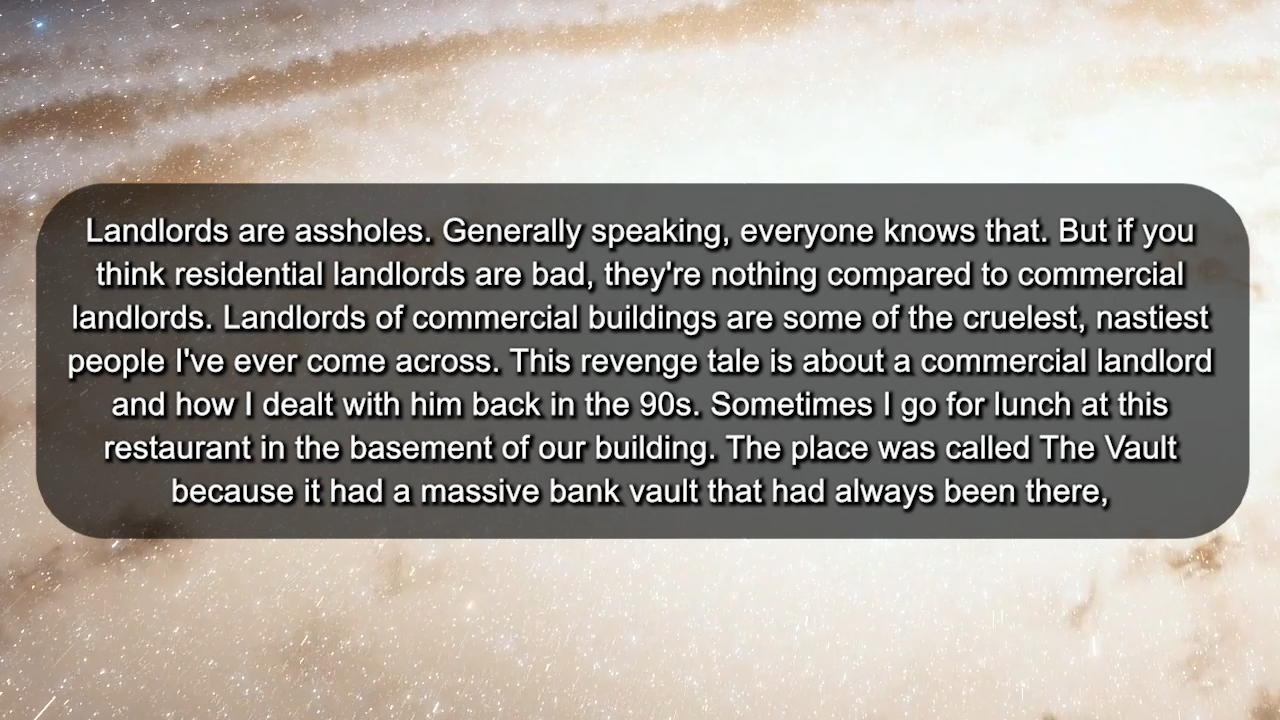 Landlords are assholes. Generally speaking, everyone knows that. But if you
think residential landlords are bad, they're nothing compared to commercial
landlords. Landlords of commercial buildings are some of the cruelest, nastiest
people I've ever come across. This revenge tale is about a commercial landlord
and how I dealt with him back in the 90s. Sometimes I go for lunch at this
restaurant in the basement of our building. The place was called The Vault
because it had a massive bank vault that had always been there,